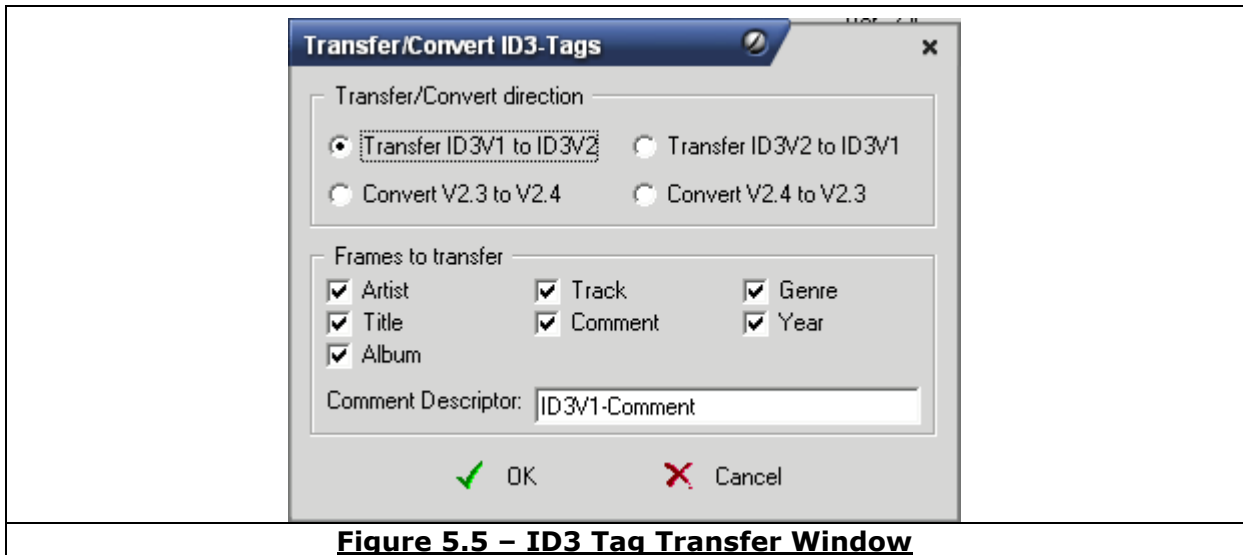 Transfer/Convert ID3-Tags
Transfer/Convert direction
Transfer ID3V1 to ID3V2 Transfer ID3V2 to ID3V1
Convert V2.3 to V2.4 Convert V2.4 to V2.3
Frames to transfer
Artist Track Genre
Title Comment Year
Album
Comment Descriptor: ID3V1-Comment
OK Cancel
Figure 5.5 – ID3 Tag Transfer Window